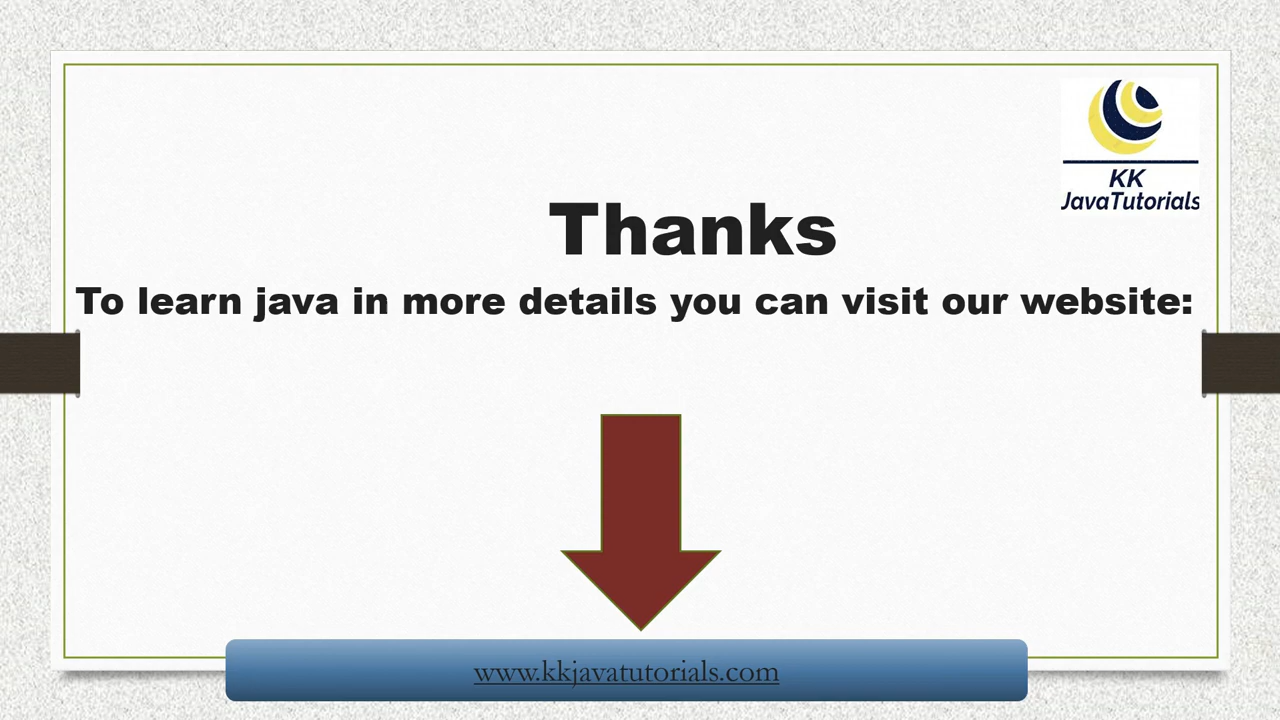 KK
JavaTutorials
Thanks
To learn java in more details you can visit our website:
www.kkjavatutorials.com